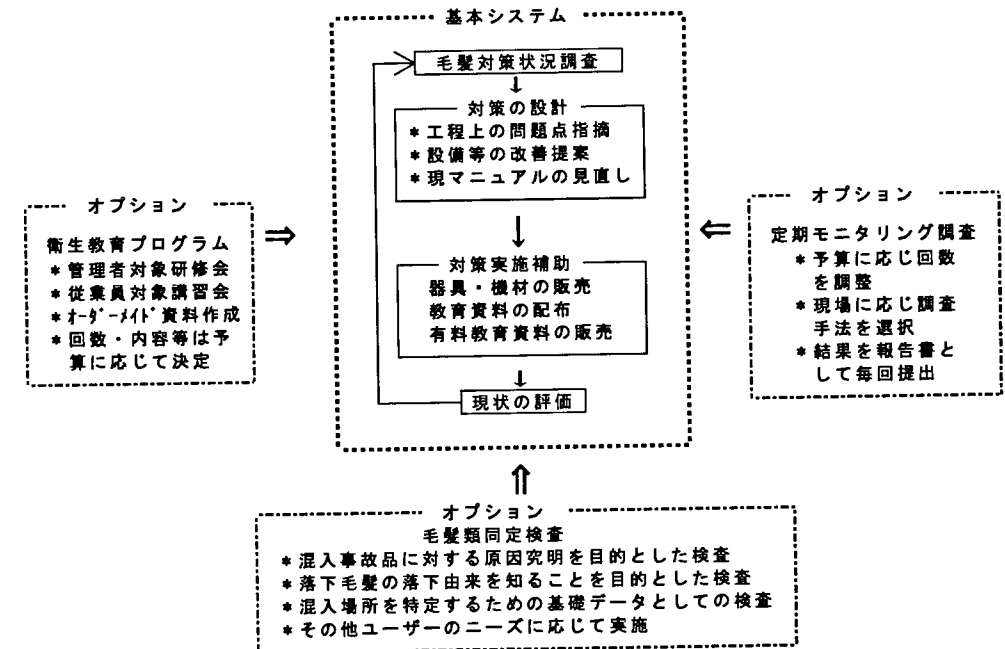 基本システム
毛髪対策状況調査
対策の設計
*工程上の問題点指摘
*設備等の改善提案
*現マニュアルの見直し
対策実施補助
器具・機材の販売
教育資料の配布
有料教育資料の販売
現状の評価
オプション
衛生教育プログラム
*管理者対象研修会
*従業員対象講習会
*オーダーメイド資料作成
*回数・内容等は予
算に応じて決定
オプション
定期モニタリング調査
*予算に応じ回数
を調整
*現場に応じ調査
手法を選択
*結果を報告書と
して毎回提出
オプション
毛髪類同定検査
*混入事故品に対する原因究明を目的とした検査
*落下毛髪の落下由来を知ることを目的とした検査
*混入場所を特定するための基礎データとしての検査
*その他ユーザーのニーズに応じて実施